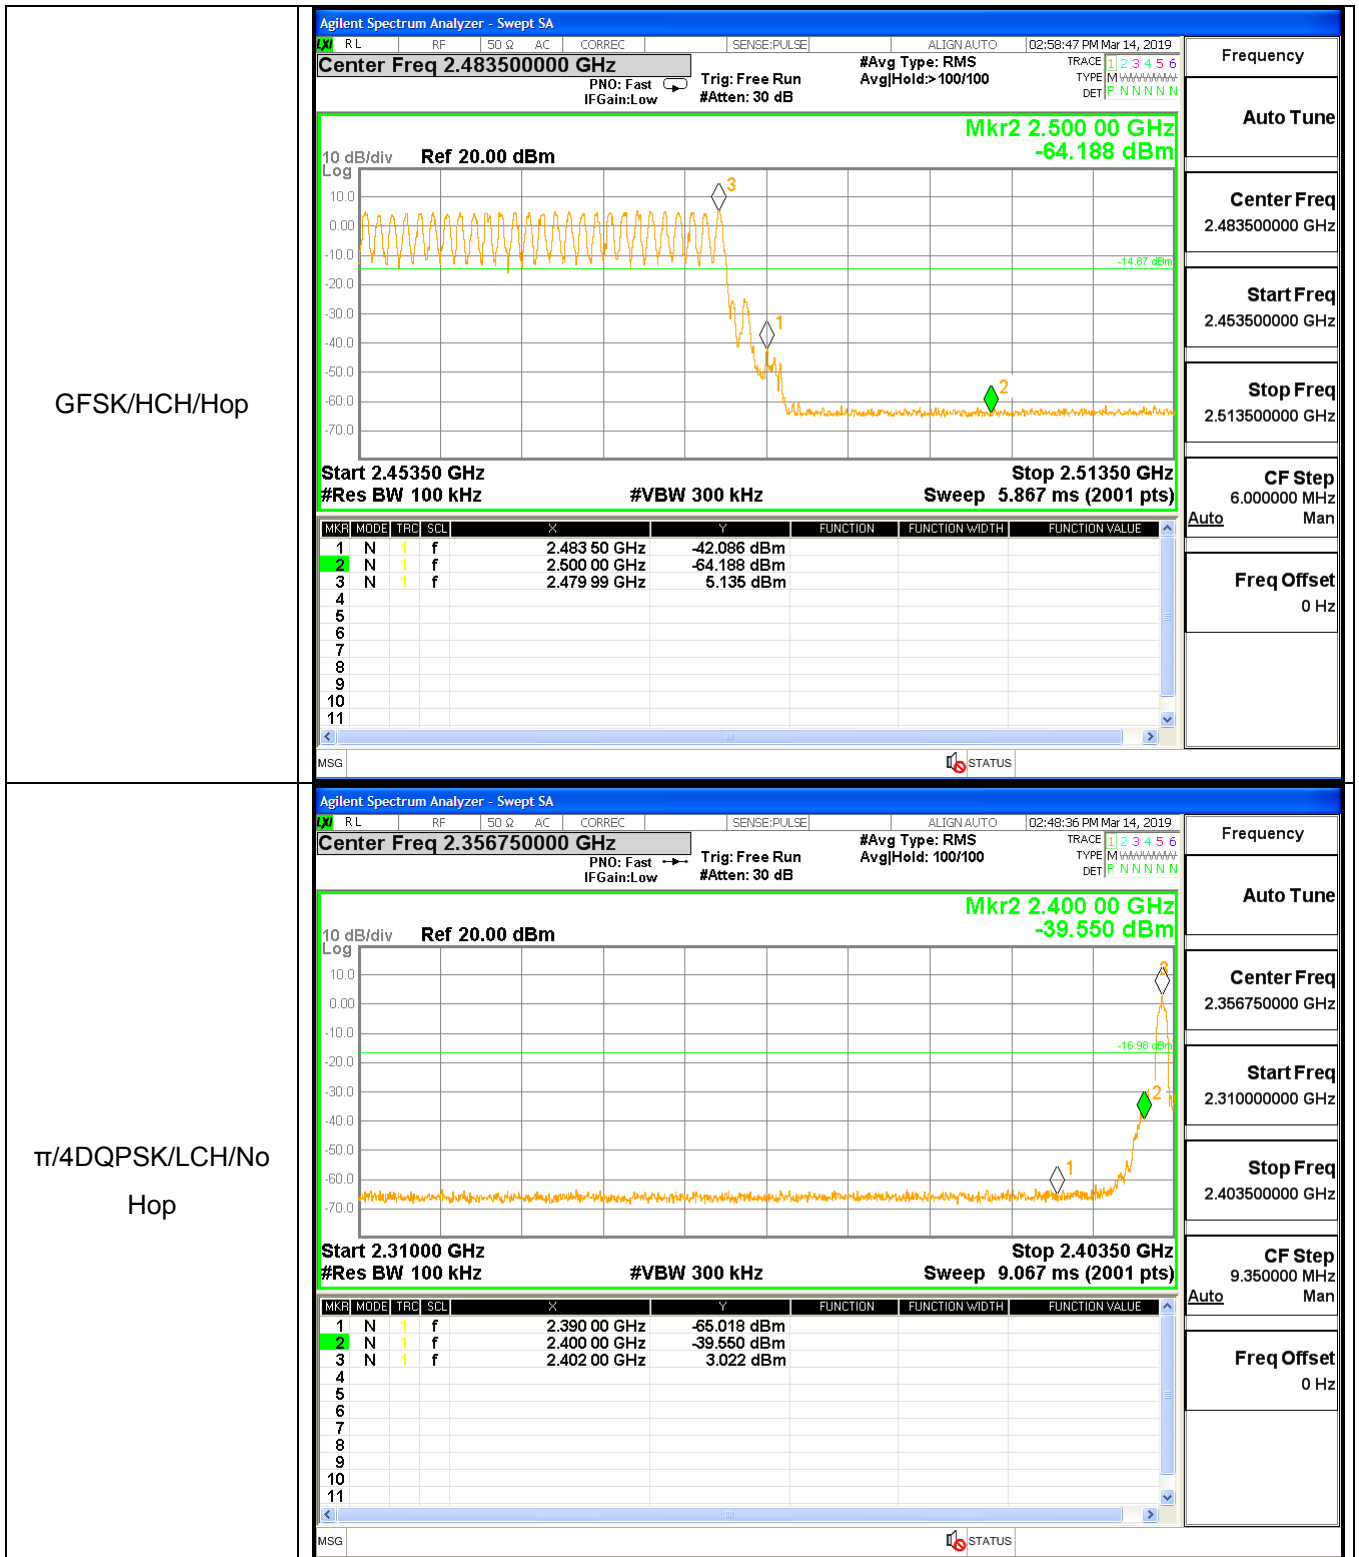 GFSK/HCH/Hop
Agilent Spectrum Analyzer - Swept SA
LXI RL RF 50 Ω AC CORREC SENSE:PULSE ALIGN AUTO 02:58:47 PM Mar 14, 2019
Center Freq 2.483500000 GHz
PNO: Fast
IFGain:Low
Trig: Free Run
#Atten: 30 dB
#Avg Type: RMS
Avg|Hold:>100/100
TRACE 1 2 3 4 5 6
TYPE M WWWWW
DET P N N N N N
Mkr2 2.500 00 GHz
-64.188 dBm
10 dB/div Ref 20.00 dBm
Log
10.0
0.00
-10.0
-20.0
-30.0
-40.0
-50.0
-60.0
-70.0
3
-14.87 dBm
1
2
Start 2.45350 GHz Stop 2.51350 GHz
#Res BW 100 kHz #VBW 300 kHz Sweep 5.867 ms (2001 pts)
MKR MODE TRC SCL X Y FUNCTION FUNCTION WIDTH FUNCTION VALUE
1 N 1 f 2.483 50 GHz -42.086 dBm
2 N 1 f 2.500 00 GHz -64.188 dBm
3 N 1 f 2.479 99 GHz 5.135 dBm
4
5
6
7
8
9
10
11
MSG STATUS
Frequency
Auto Tune
Center Freq
2.483500000 GHz
Start Freq
2.453500000 GHz
Stop Freq
2.513500000 GHz
CF Step
6.000000 MHz
Auto Man
Freq Offset
0 Hz
π/4DQPSK/LCH/No
Hop
Agilent Spectrum Analyzer - Swept SA
LXI RL RF 50 Ω AC CORREC SENSE:PULSE ALIGN AUTO 02:48:36 PM Mar 14, 2019
Center Freq 2.356750000 GHz
PNO: Fast
IFGain:Low
Trig: Free Run
#Atten: 30 dB
#Avg Type: RMS
Avg|Hold: 100/100
TRACE 1 2 3 4 5 6
TYPE M WWWWW
DET P N N N N N
Mkr2 2.400 00 GHz
-39.550 dBm
10 dB/div Ref 20.00 dBm
Log
10.0
0.00
-10.0
-20.0
-30.0
-40.0
-50.0
-60.0
-70.0
3
-16.98 dBm
2
1
Start 2.31000 GHz Stop 2.40350 GHz
#Res BW 100 kHz #VBW 300 kHz Sweep 9.067 ms (2001 pts)
MKR MODE TRC SCL X Y FUNCTION FUNCTION WIDTH FUNCTION VALUE
1 N 1 f 2.390 00 GHz -65.018 dBm
2 N 1 f 2.400 00 GHz -39.550 dBm
3 N 1 f 2.402 00 GHz 3.022 dBm
4
5
6
7
8
9
10
11
MSG STATUS
Frequency
Auto Tune
Center Freq
2.356750000 GHz
Start Freq
2.310000000 GHz
Stop Freq
2.403500000 GHz
CF Step
9.350000 MHz
Auto Man
Freq Offset
0 Hz